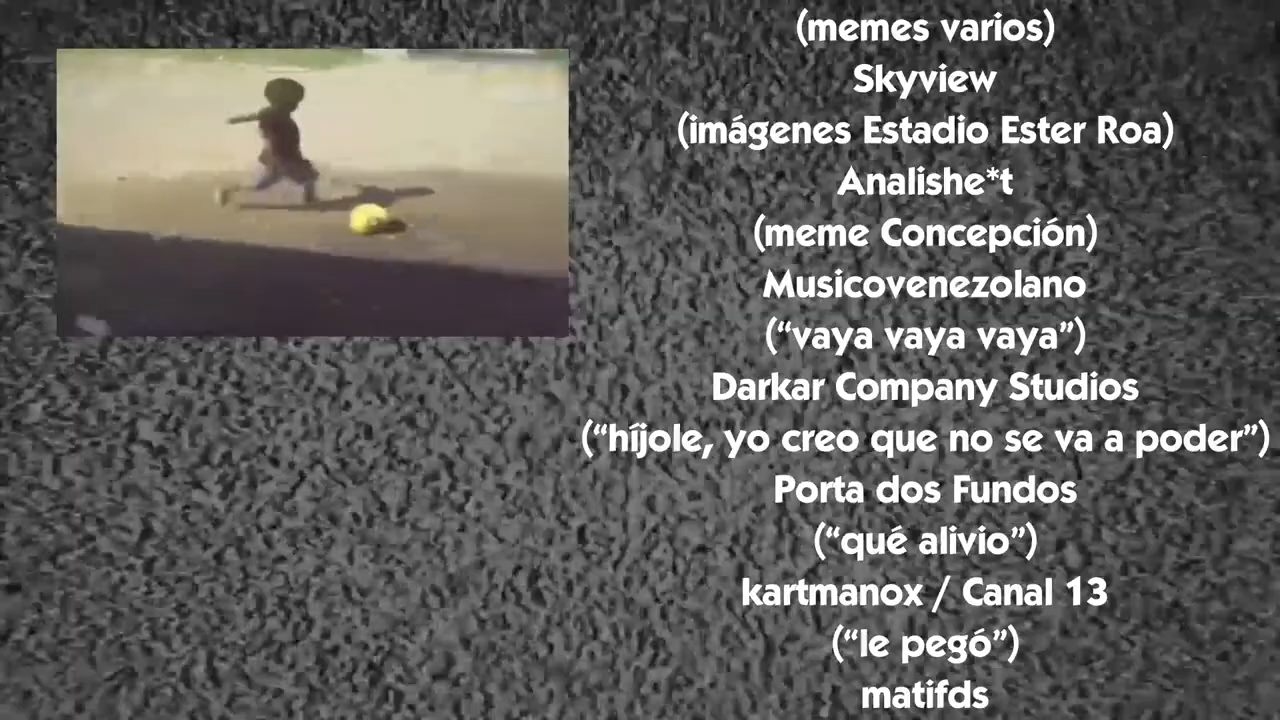 (memes varios)
Skyview
(imágenes Estadio Ester Roa)
Analishe*t
(meme Concepción)
Musicovenezolano
(“vaya vaya vaya”)
Darkar Company Studios
(“híjole, yo creo que no se va a poder”)
Porta dos Fundos
(“qué alivio”)
kartmanox / Canal 13
(“le pegó”)
matifds